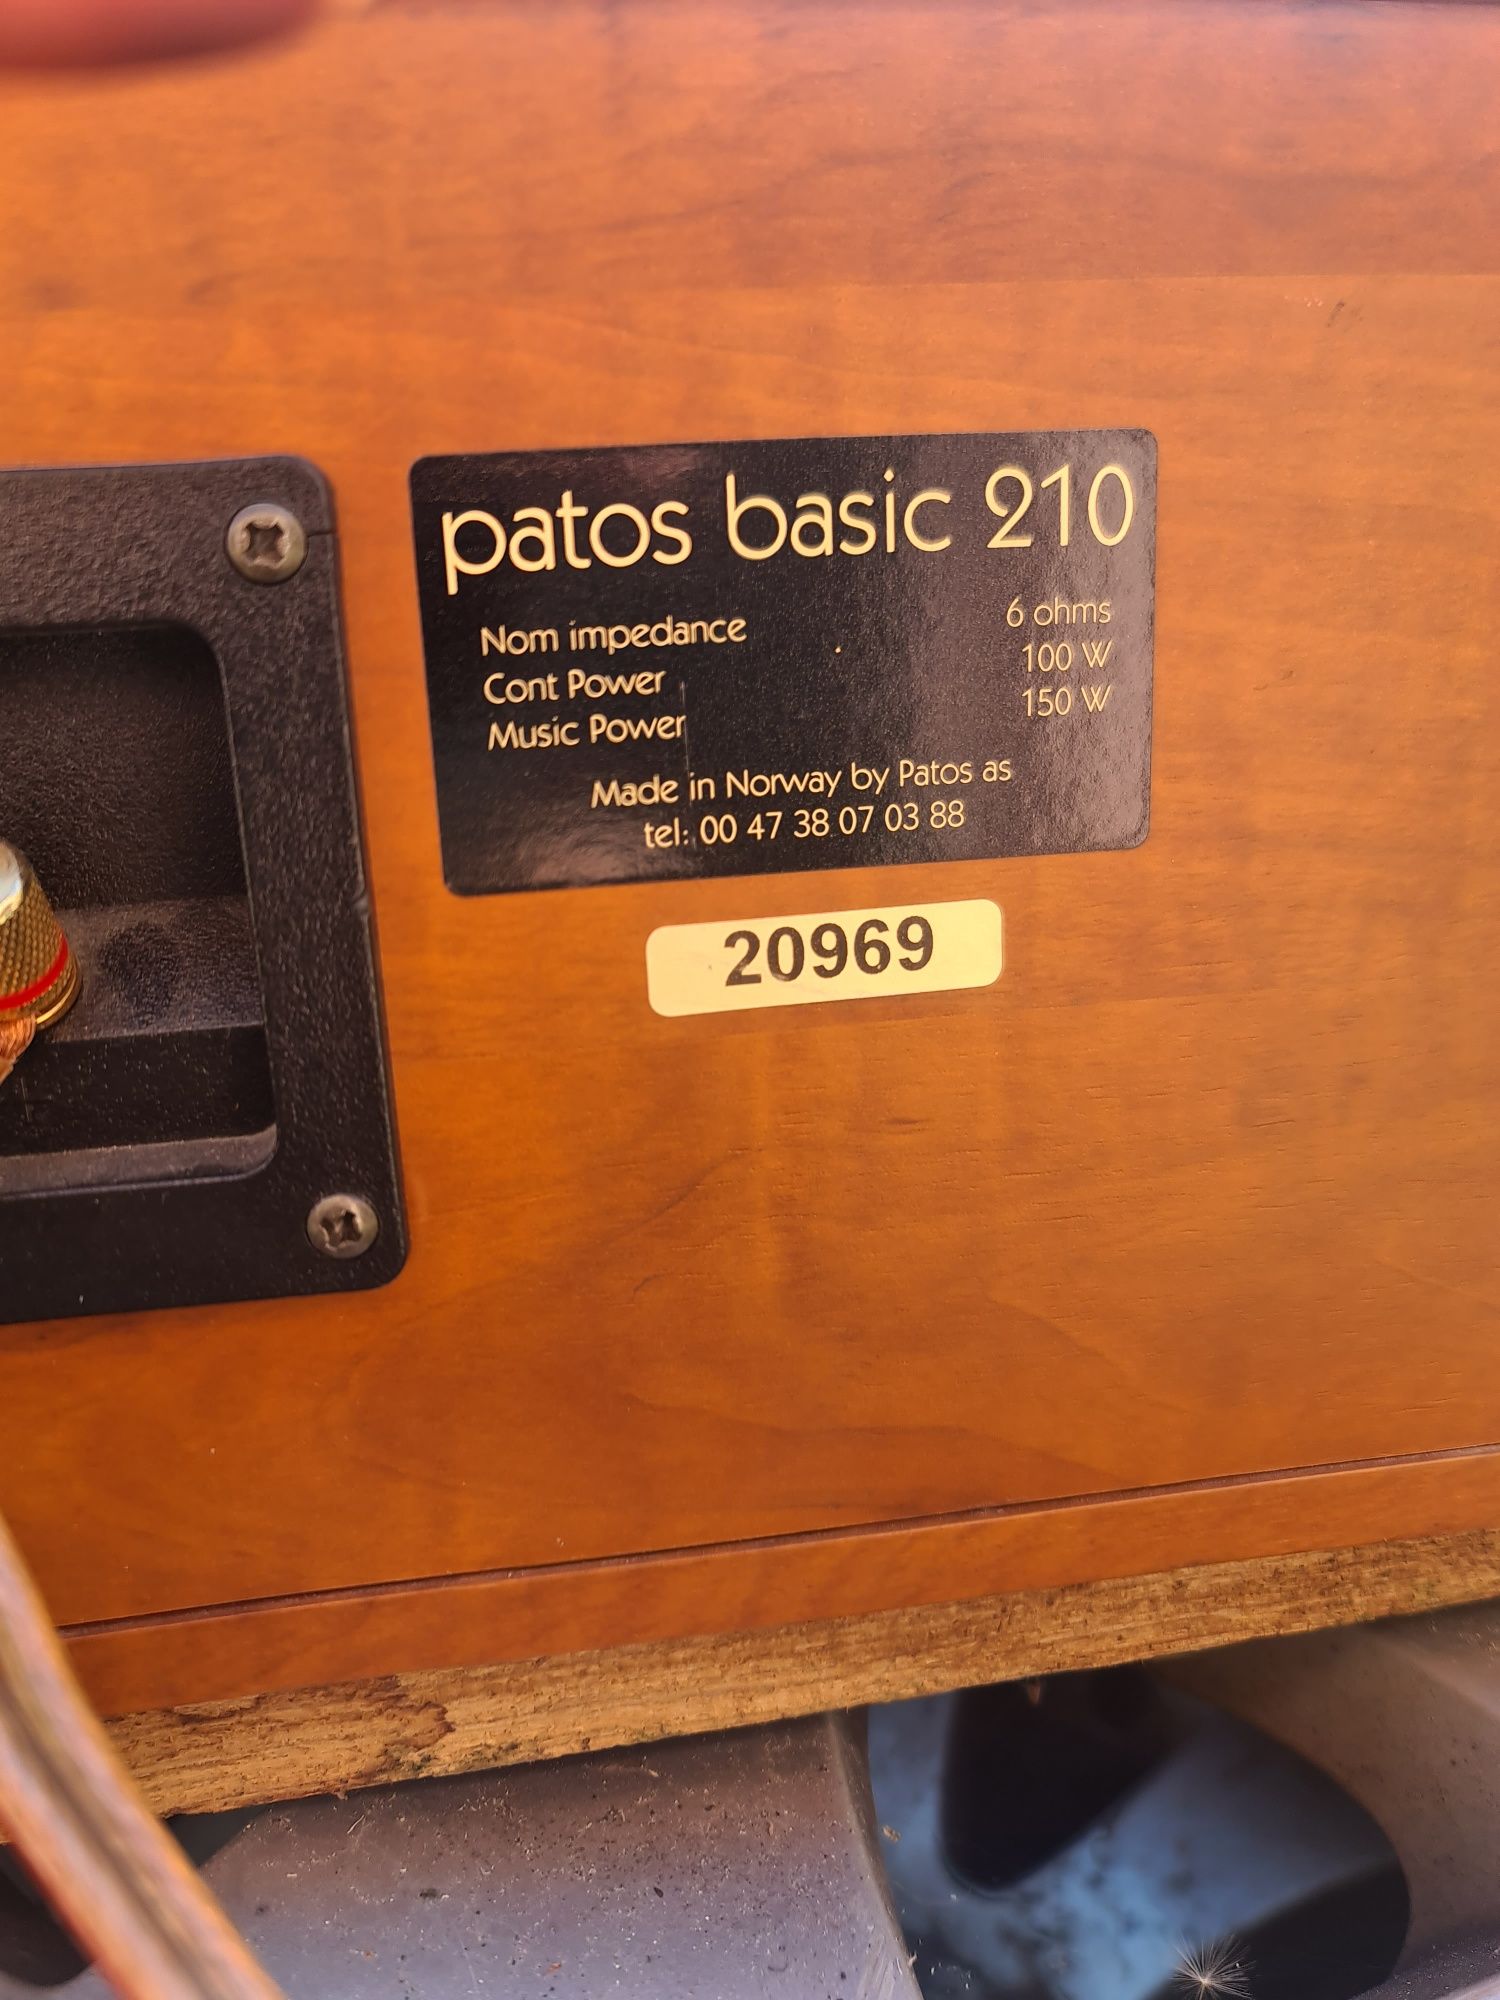 patos basic 210
Nom impedance 6 ohms
Cont Power 100 W
Music Power 150 W
Made in Norway by Patos as
tel: 00 47 38 07 03 88
20969